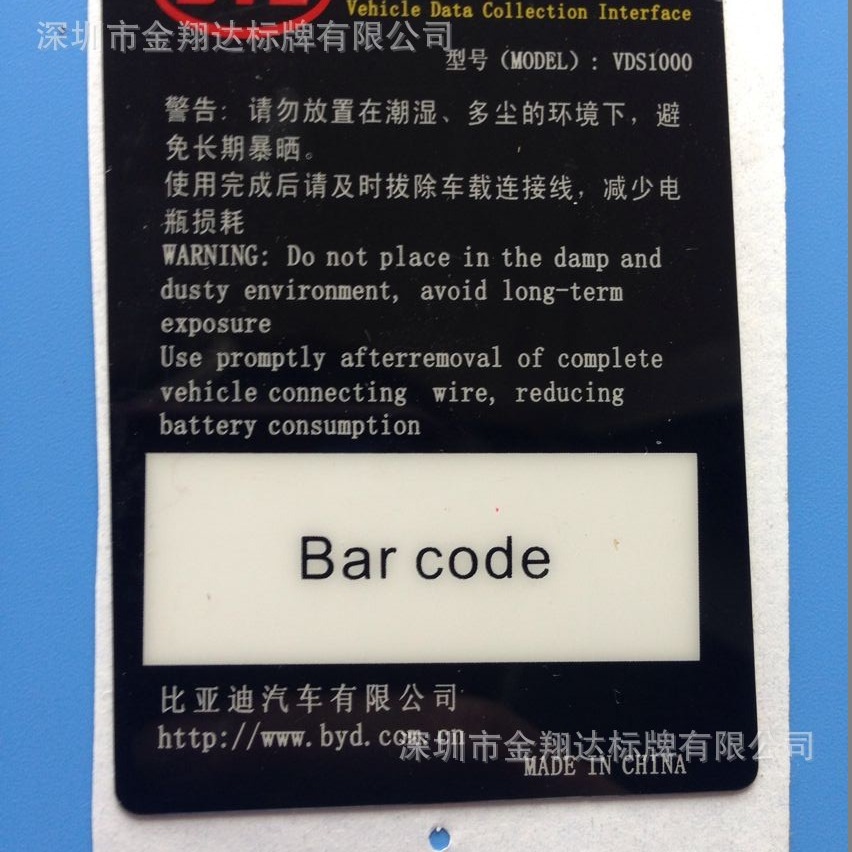 Vehicle Data Collection Interface
深圳市金翔达标牌有限公司
型号（MODEL）: VDS1000
警告: 请勿放置在潮湿、多尘的环境下，避
免长期暴晒。
使用完成后请及时拔除车载连接线，减少电
瓶损耗
WARNING: Do not place in the damp and
dusty environment, avoid long-term
exposure
Use promptly afterremoval of complete
vehicle connecting wire, reducing
battery consumption
Bar code
比亚迪汽车有限公司
http://www.byd.com.cn
深圳市金翔达标牌有限公司
MADE IN CHINA